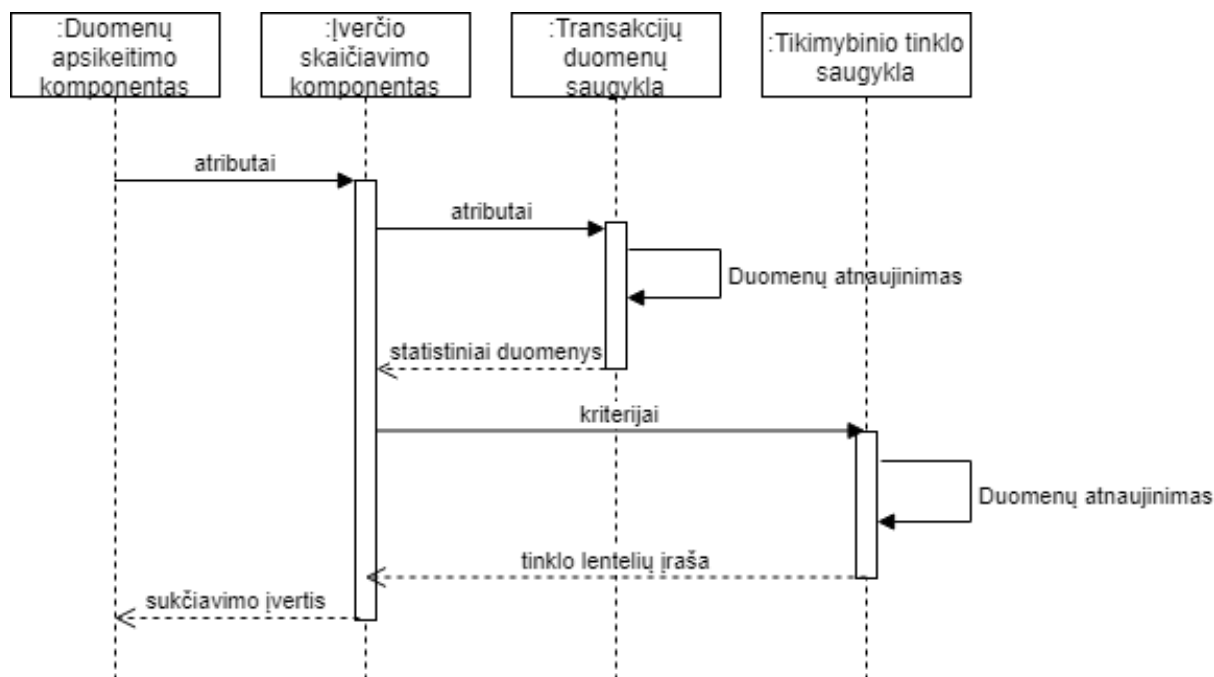 :Duomenų
apsikeitimo
komponentas
:Įverčio
skaičiavimo
komponentas
:Transakcijų
duomenų
saugykla
:Tikimybinio tinklo
saugykla
atributai
atributai
Duomenų atnaujinimas
statistiniai duomenys
kriterijai
Duomenų atnaujinimas
tinklo lentelių įraša
sukčiavimo įvertis